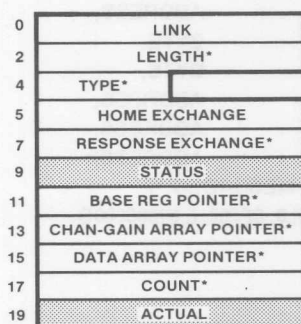 0 LINK
2 LENGTH*
4 TYPE*
5 HOME EXCHANGE
7 RESPONSE EXCHANGE*
9 STATUS
11 BASE REG POINTER*
13 CHAN-GAIN ARRAY POINTER*
15 DATA ARRAY POINTER*
17 COUNT*
19 ACTUAL